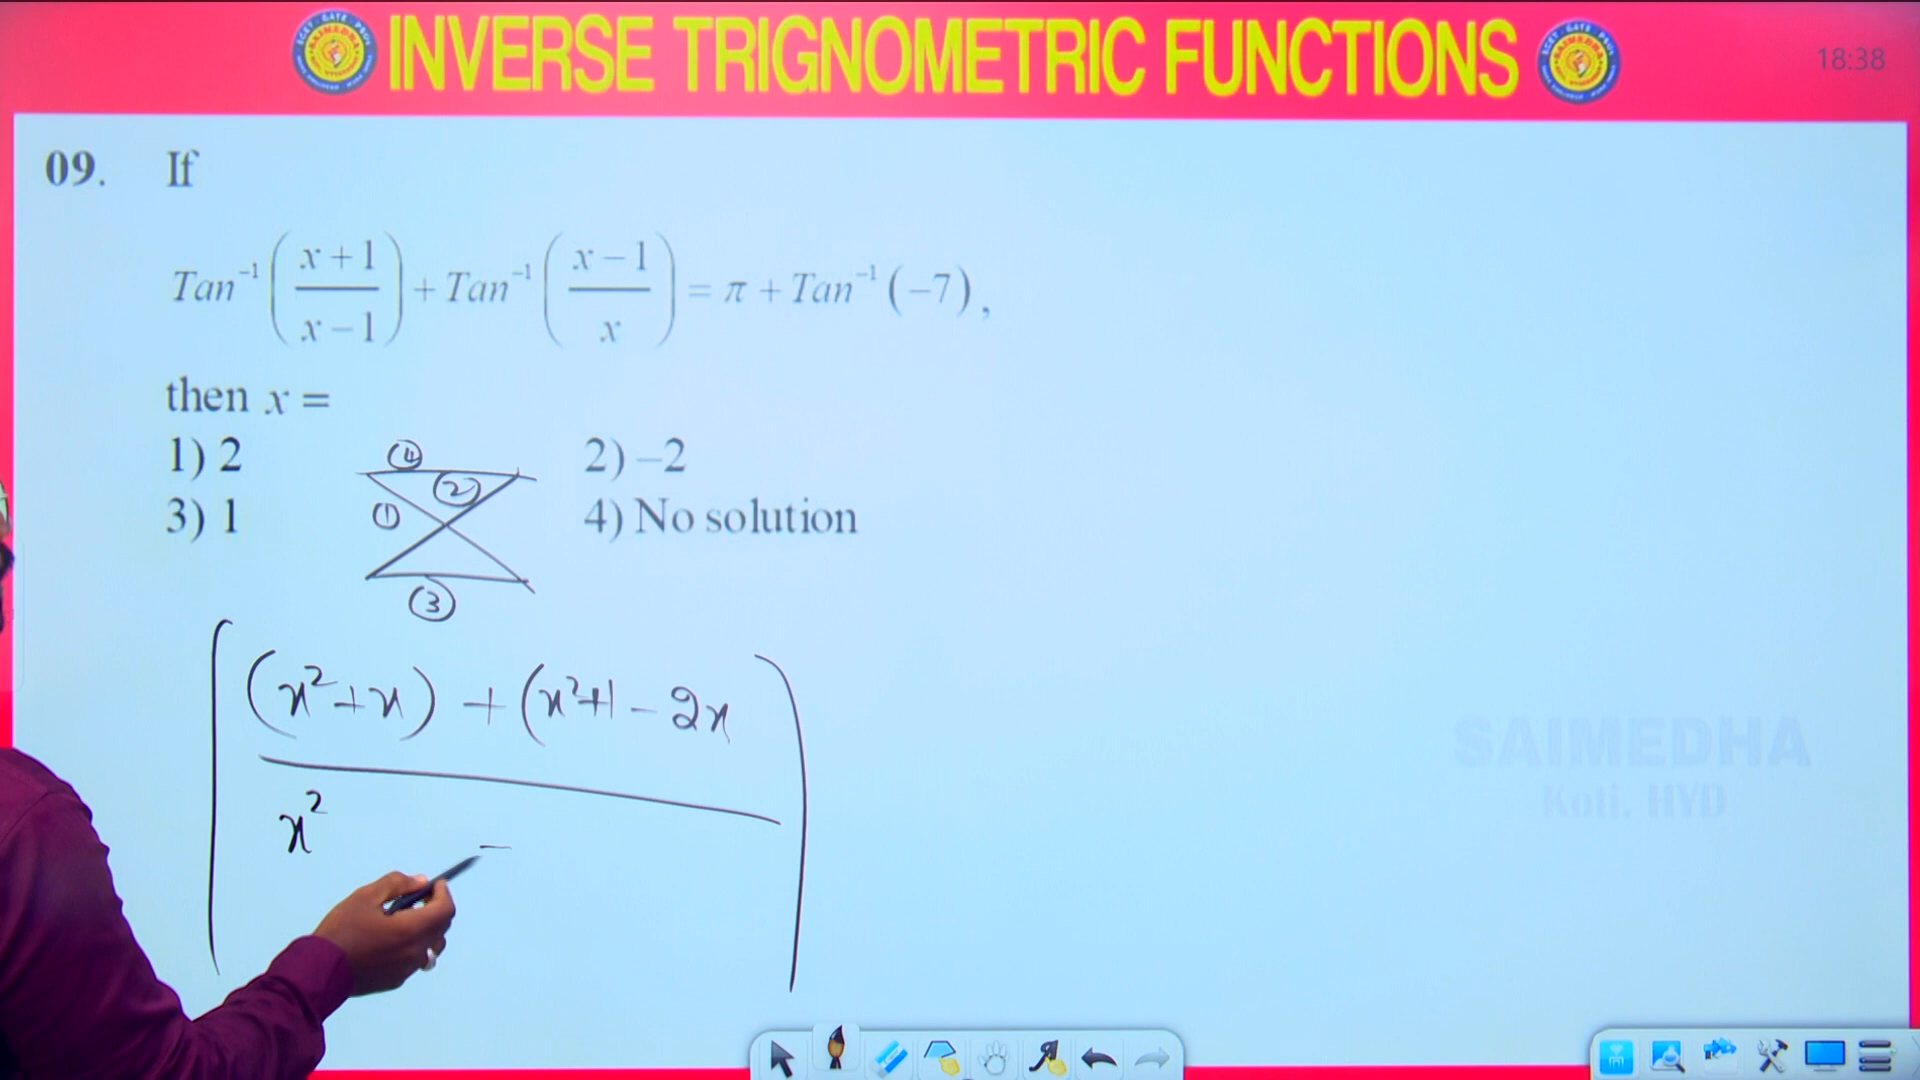 INVERSE TRIGNOMETRIC FUNCTIONS
18:38
09. If
Tan⁻¹((x+1)/(x−1)) + Tan⁻¹((x−1)/x) = π + Tan⁻¹(−7),
then x =
1) 2 2) –2
3) 1 4) No solution
④
②
①
③
(x²+x) + (x²+1−2x
x² –
SAIMEDHA
Koti. HYD